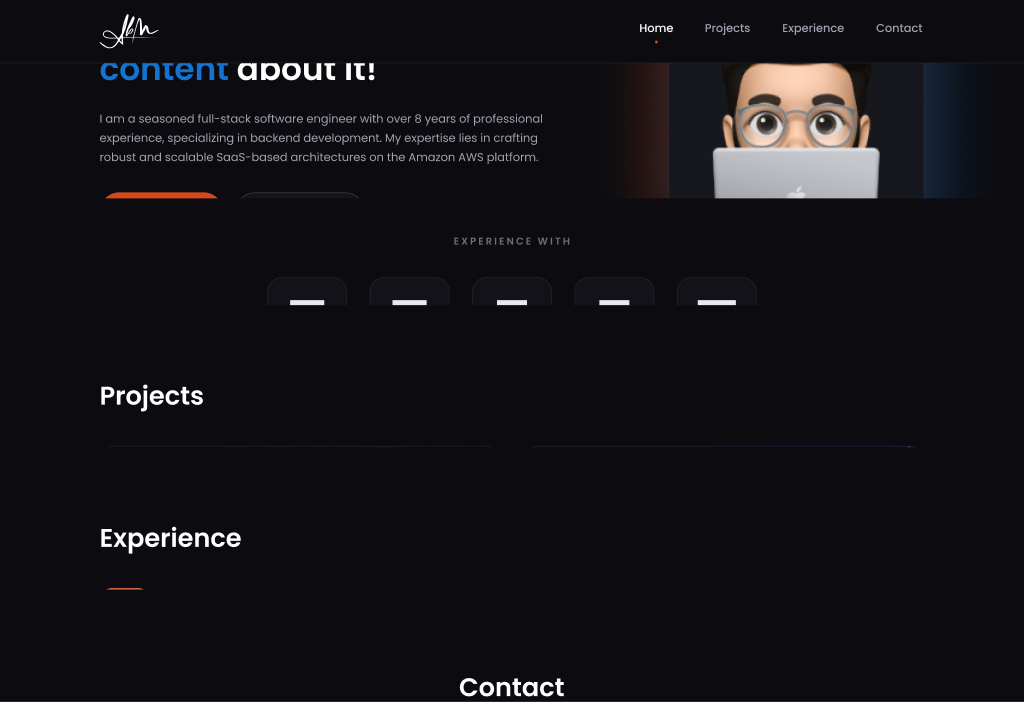 Home
Projects
Experience
Contact
content about it!
I am a seasoned full-stack software engineer with over 8 years of professional
experience, specializing in backend development. My expertise lies in crafting
robust and scalable SaaS-based architectures on the Amazon AWS platform.
EXPERIENCE WITH
Projects
Experience
Contact